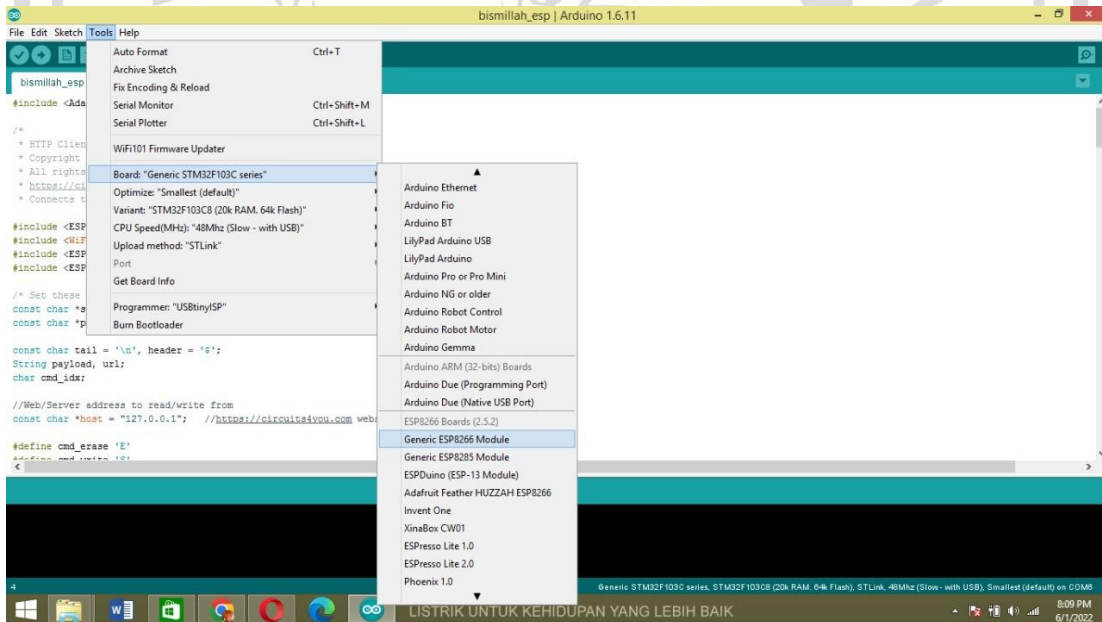 bismillah_esp | Arduino 1.6.11
File Edit Sketch Tools Help
bismillah_esp
Auto Format Ctrl+T
Archive Sketch
Fix Encoding & Reload
Serial Monitor Ctrl+Shift+M
Serial Plotter Ctrl+Shift+L
WiFi101 Firmware Updater
Board: "Generic STM32F103C series"
Optimize: "Smallest (default)"
Variant: "STM32F103C8 (20k RAM. 64k Flash)"
CPU Speed(MHz): "48Mhz (Slow - with USB)"
Upload method: "STLink"
Port
Get Board Info
Programmer: "USBtinyISP"
Burn Bootloader
Arduino Ethernet
Arduino Fio
Arduino BT
LilyPad Arduino USB
LilyPad Arduino
Arduino Pro or Pro Mini
Arduino NG or older
Arduino Robot Control
Arduino Robot Motor
Arduino Gemma
Arduino ARM (32-bits) Boards
Arduino Due (Programming Port)
Arduino Due (Native USB Port)
ESP8266 Boards (2.5.2)
Generic ESP8266 Module
Generic ESP8285 Module
ESPDuino (ESP-13 Module)
Adafruit Feather HUZZAH ESP8266
Invent One
XinaBox CW01
ESPresso Lite 1.0
ESPresso Lite 2.0
Phoenix 1.0
#include <Ada
/*
* HTTP Clien
* Copyright
* All rights
* https://ci
* Connects t
#include <ESP
#include <WiF
#include <ESP
#include <ESP
/* Set these
const char *s
const char *p
const char tail = '\n', header = '$';
String payload, url;
char cmd_idx;
//Web/Server address to read/write from
const char *host = "127.0.0.1"; //https://circuits4you.com web
#define cmd_erase 'E'
4
Generic STM32F103C series, STM32F103C8 (20k RAM. 64k Flash), STLink, 48Mhz (Slow - with USB), Smallest (default) on COM6
LISTRIK UNTUK KEHIDUPAN YANG LEBIH BAIK
8:09 PM
6/1/2022